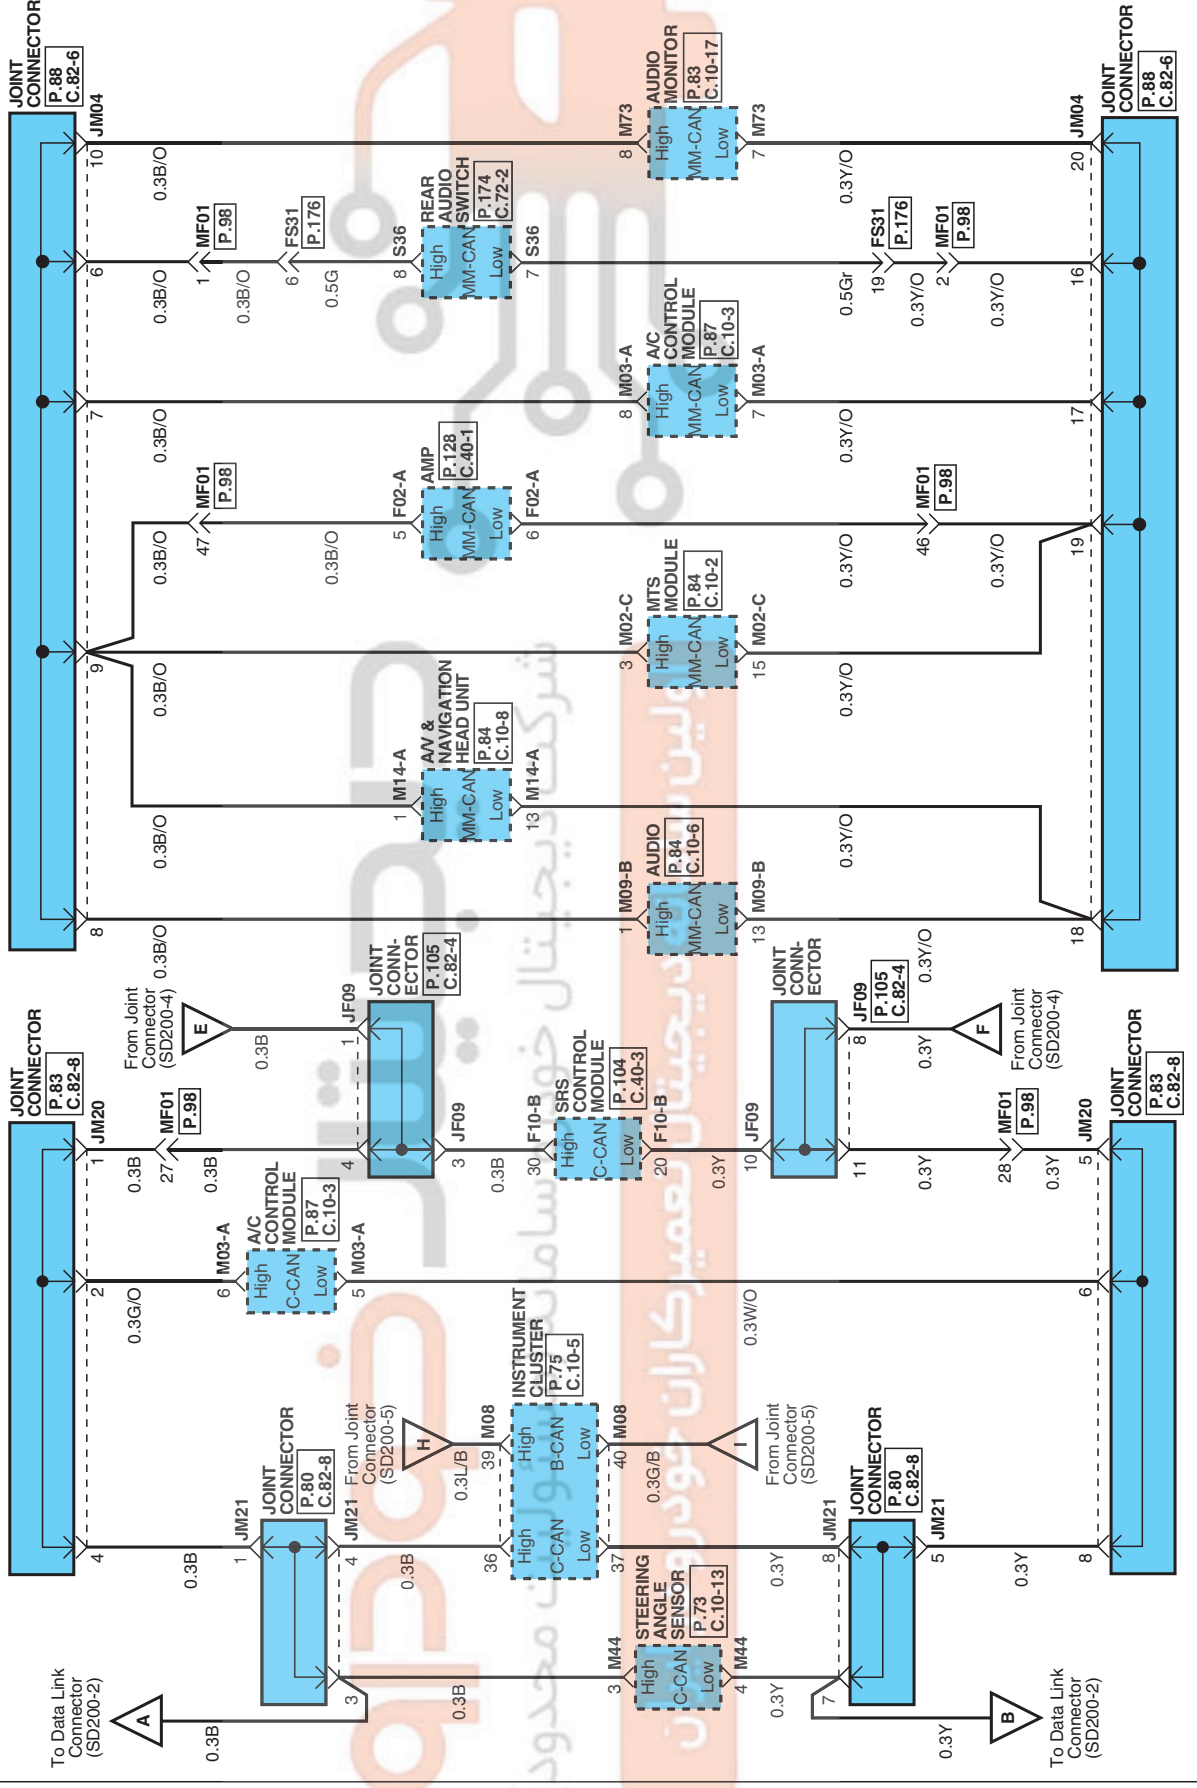 JOINT
CONNECTOR
P.88
C.82-6
JM04
10
6
7
9
8
0.3B/O
0.3B/O
0.3B/O
0.3B/O
0.3B/O
0.3B/O
0.3B/O
1
MF01
P.98
0.3B/O
6
FS31
P.176
0.5G
47
MF01
P.98
0.3B/O
8
M73
AUDIO
MONITOR
P.83
C.10-17
High
MM-CAN
Low
7
M73
0.3Y/O
8
S36
REAR
AUDIO
SWITCH
P.174
C.72-2
High
MM-CAN
Low
7
S36
0.5Gr
19
FS31
P.176
0.3Y/O
2
MF01
P.98
0.3Y/O
8
M03-A
A/C
CONTROL
MODULE
P.87
C.10-3
High
MM-CAN
Low
7
M03-A
0.3Y/O
5
F02-A
AMP
P.128
C.40-1
High
MM-CAN
Low
6
F02-A
0.3Y/O
46
MF01
P.98
0.3Y/O
3
M02-C
MTS
MODULE
P.84
C.10-2
High
MM-CAN
Low
15
M02-C
0.3Y/O
1
M14-A
A/V &
NAVIGATION
HEAD UNIT
P.84
C.10-8
High
MM-CAN
Low
13
M14-A
0.3Y/O
1
M09-B
AUDIO
P.84
C.10-6
High
MM-CAN
Low
13
M09-B
0.3Y/O
20
16
17
19
18
JM04
JOINT
CONNECTOR
P.88
C.82-6
JOINT
CONNECTOR
P.83
C.82-8
JM20
1
2
4
0.3B
27
MF01
P.98
0.3B
From Joint
Connector
(SD200-4)
E
0.3B
1
JF09
4
JOINT
CONN-
ECTOR
P.105
C.82-4
3
JF09
0.3B
30
F10-B
SRS
CONTROL
MODULE
P.104
C.40-3
High
C-CAN
Low
20
F10-B
0.3Y
10
JF09
JOINT
CONN-
ECTOR
JF09
P.105
C.82-4
8
11
0.3Y
F
From Joint
Connector
(SD200-4)
0.3Y
28
MF01
P.98
0.3Y
5
JM20
JOINT
CONNECTOR
P.83
C.82-8
0.3G/O
6
M03-A
A/C
CONTROL
MODULE
P.87
C.10-3
High
C-CAN
Low
5
M03-A
0.3W/O
6
0.3B
1
JM21
JOINT
CONNECTOR
P.80
C.82-8
4
JM21
3
0.3B
From Joint
Connector
(SD200-5)
H
0.3L/B
39
M08
36
INSTRUMENT
CLUSTER
P.75
C.10-5
High
B-CAN
Low
High
C-CAN
Low
40
M08
37
0.3G/B
I
From Joint
Connector
(SD200-5)
0.3Y
8
JM21
JOINT
CONNECTOR
P.80
C.82-8
5
JM21
0.3Y
8
To Data Link
Connector
(SD200-2)
A
0.3B
0.3B
3
M44
STEERING
ANGLE
SENSOR
P.73
C.10-13
High
C-CAN
Low
4
M44
0.3Y
7
0.3Y
B
To Data Link
Connector
(SD200-2)